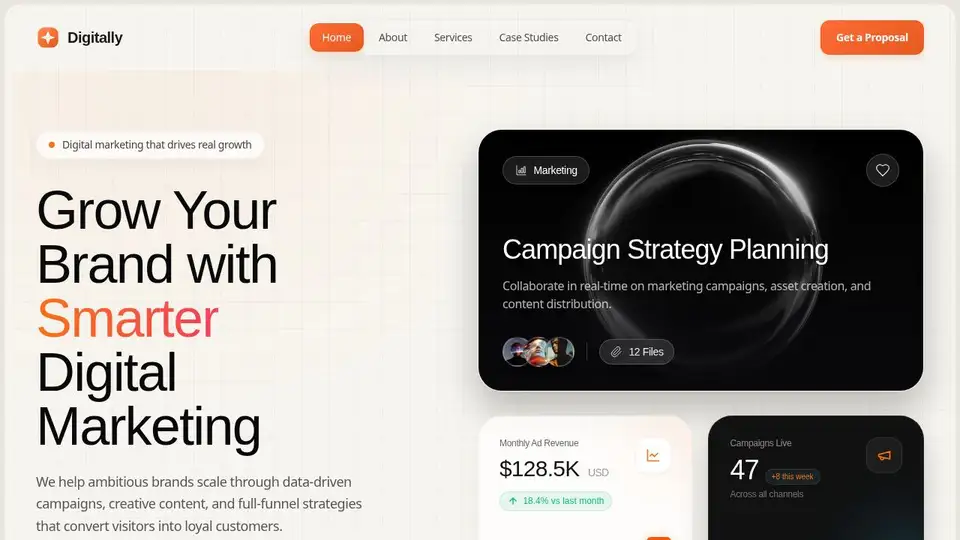 Digitally
Home
About
Services
Case Studies
Contact
Get a Proposal
Digital marketing that drives real growth
Grow Your
Brand with
Smarter
Digital
Marketing
We help ambitious brands scale through data-driven
campaigns, creative content, and full-funnel strategies
that convert visitors into loyal customers.
Marketing
Campaign Strategy Planning
Collaborate in real-time on marketing campaigns, asset creation, and
content distribution.
12 Files
Monthly Ad Revenue
$128.5K USD
18.4% vs last month
Campaigns Live
47 +8 this week
Across all channels